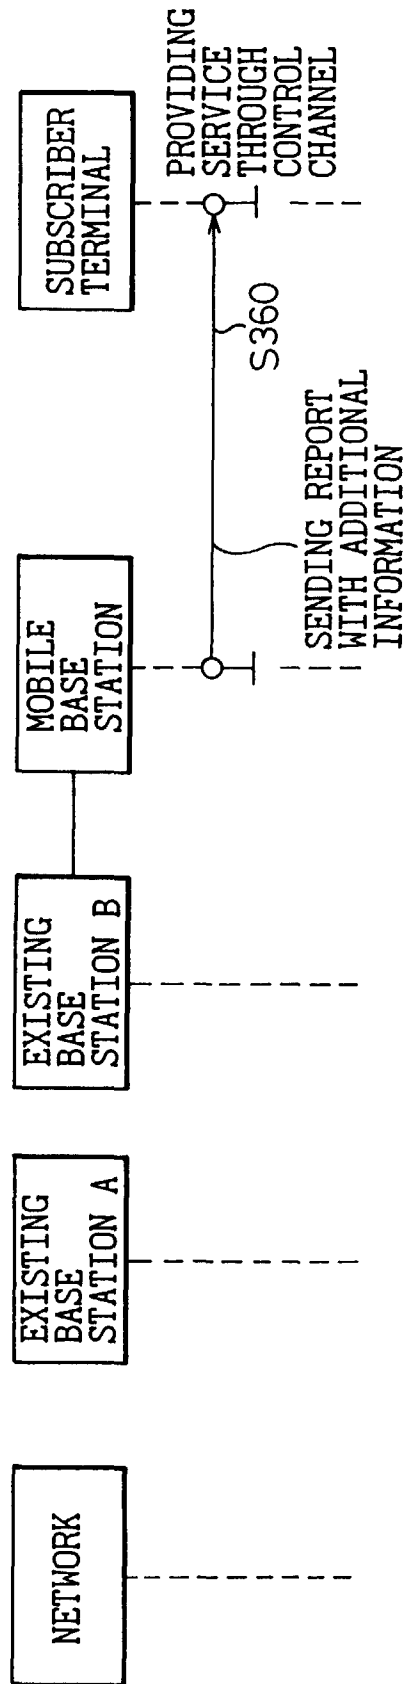 NETWORK
EXISTING
BASE
STATION A
EXISTING
BASE
STATION B
MOBILE
BASE
STATION
SUBSCRIBER
TERMINAL
PROVIDING
SERVICE
THROUGH
CONTROL
CHANNEL
S360
SENDING REPORT
WITH ADDITIONAL
INFORMATION